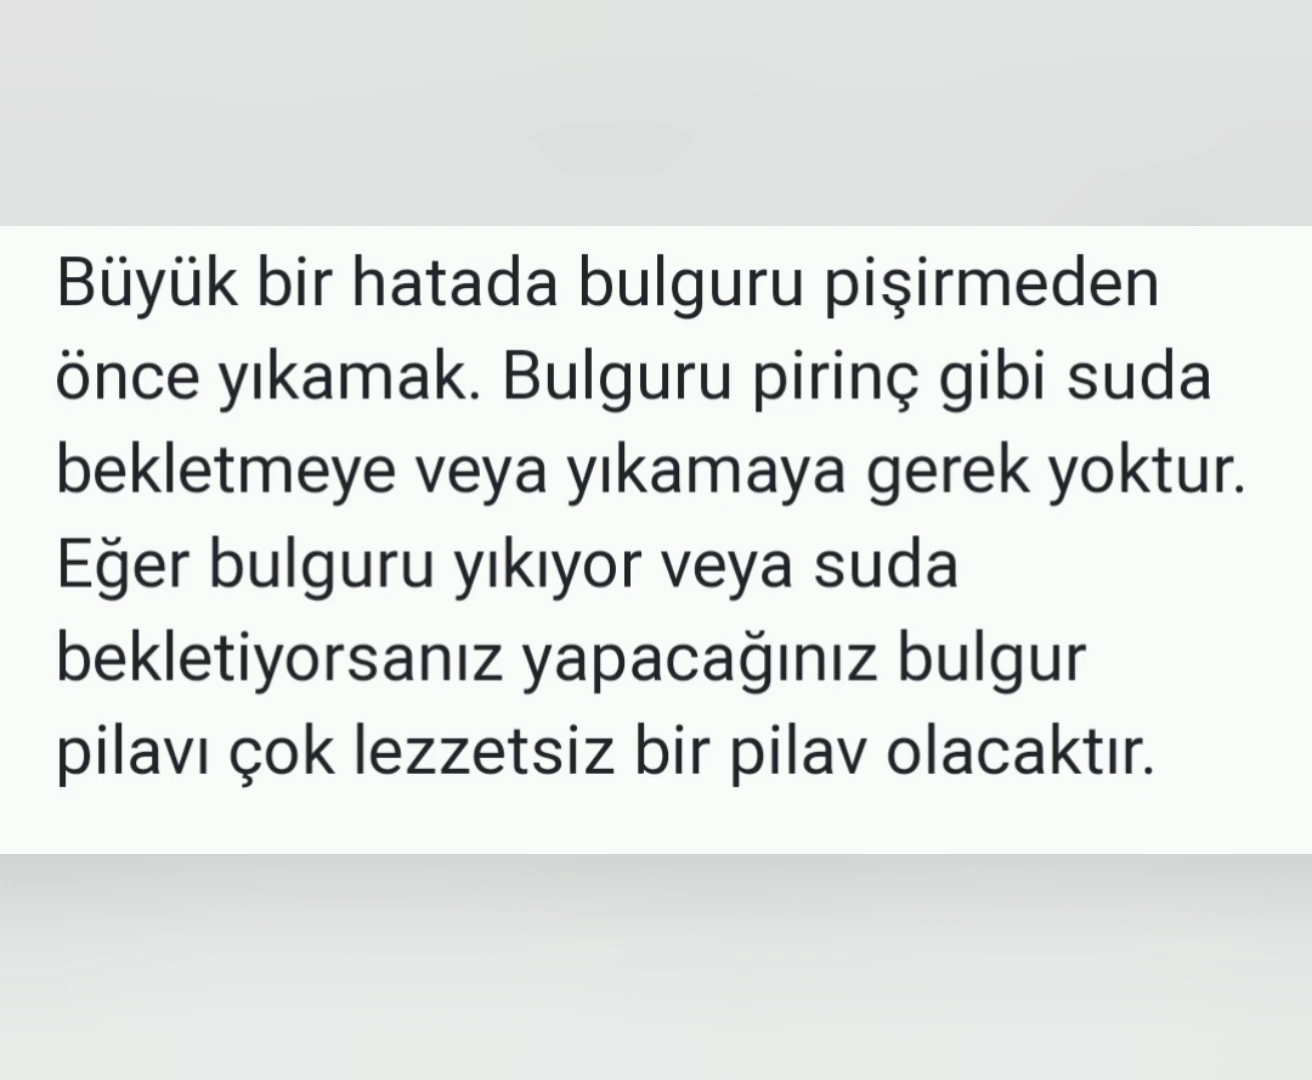 Büyük bir hatada bulguru pişirmeden
önce yıkamak. Bulguru pirinç gibi suda
bekletmeye veya yıkamaya gerek yoktur.
Eğer bulguru yıkıyor veya suda
bekletiyorsanız yapacağınız bulgur
pilavı çok lezzetsiz bir pilav olacaktır.